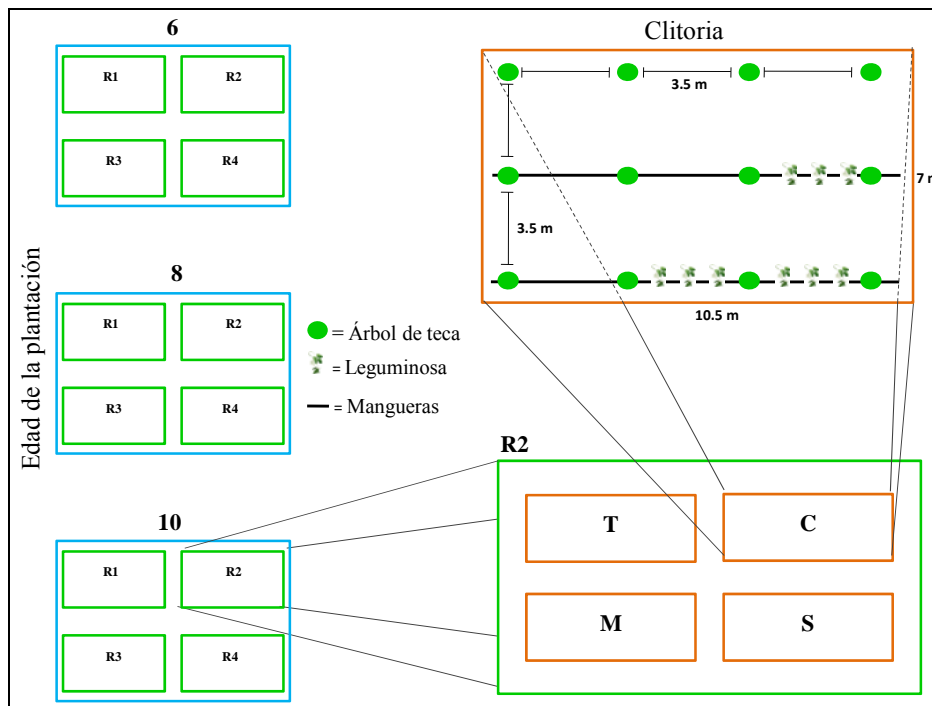 Edad de la plantación
6
R1
R2
R3
R4
8
R1
R2
R3
R4
10
R1
R2
R3
R4
Clitoria
3.5 m
3.5 m
7 m
10.5 m
= Árbol de teca
= Leguminosa
= Mangueras
R2
T
C
M
S